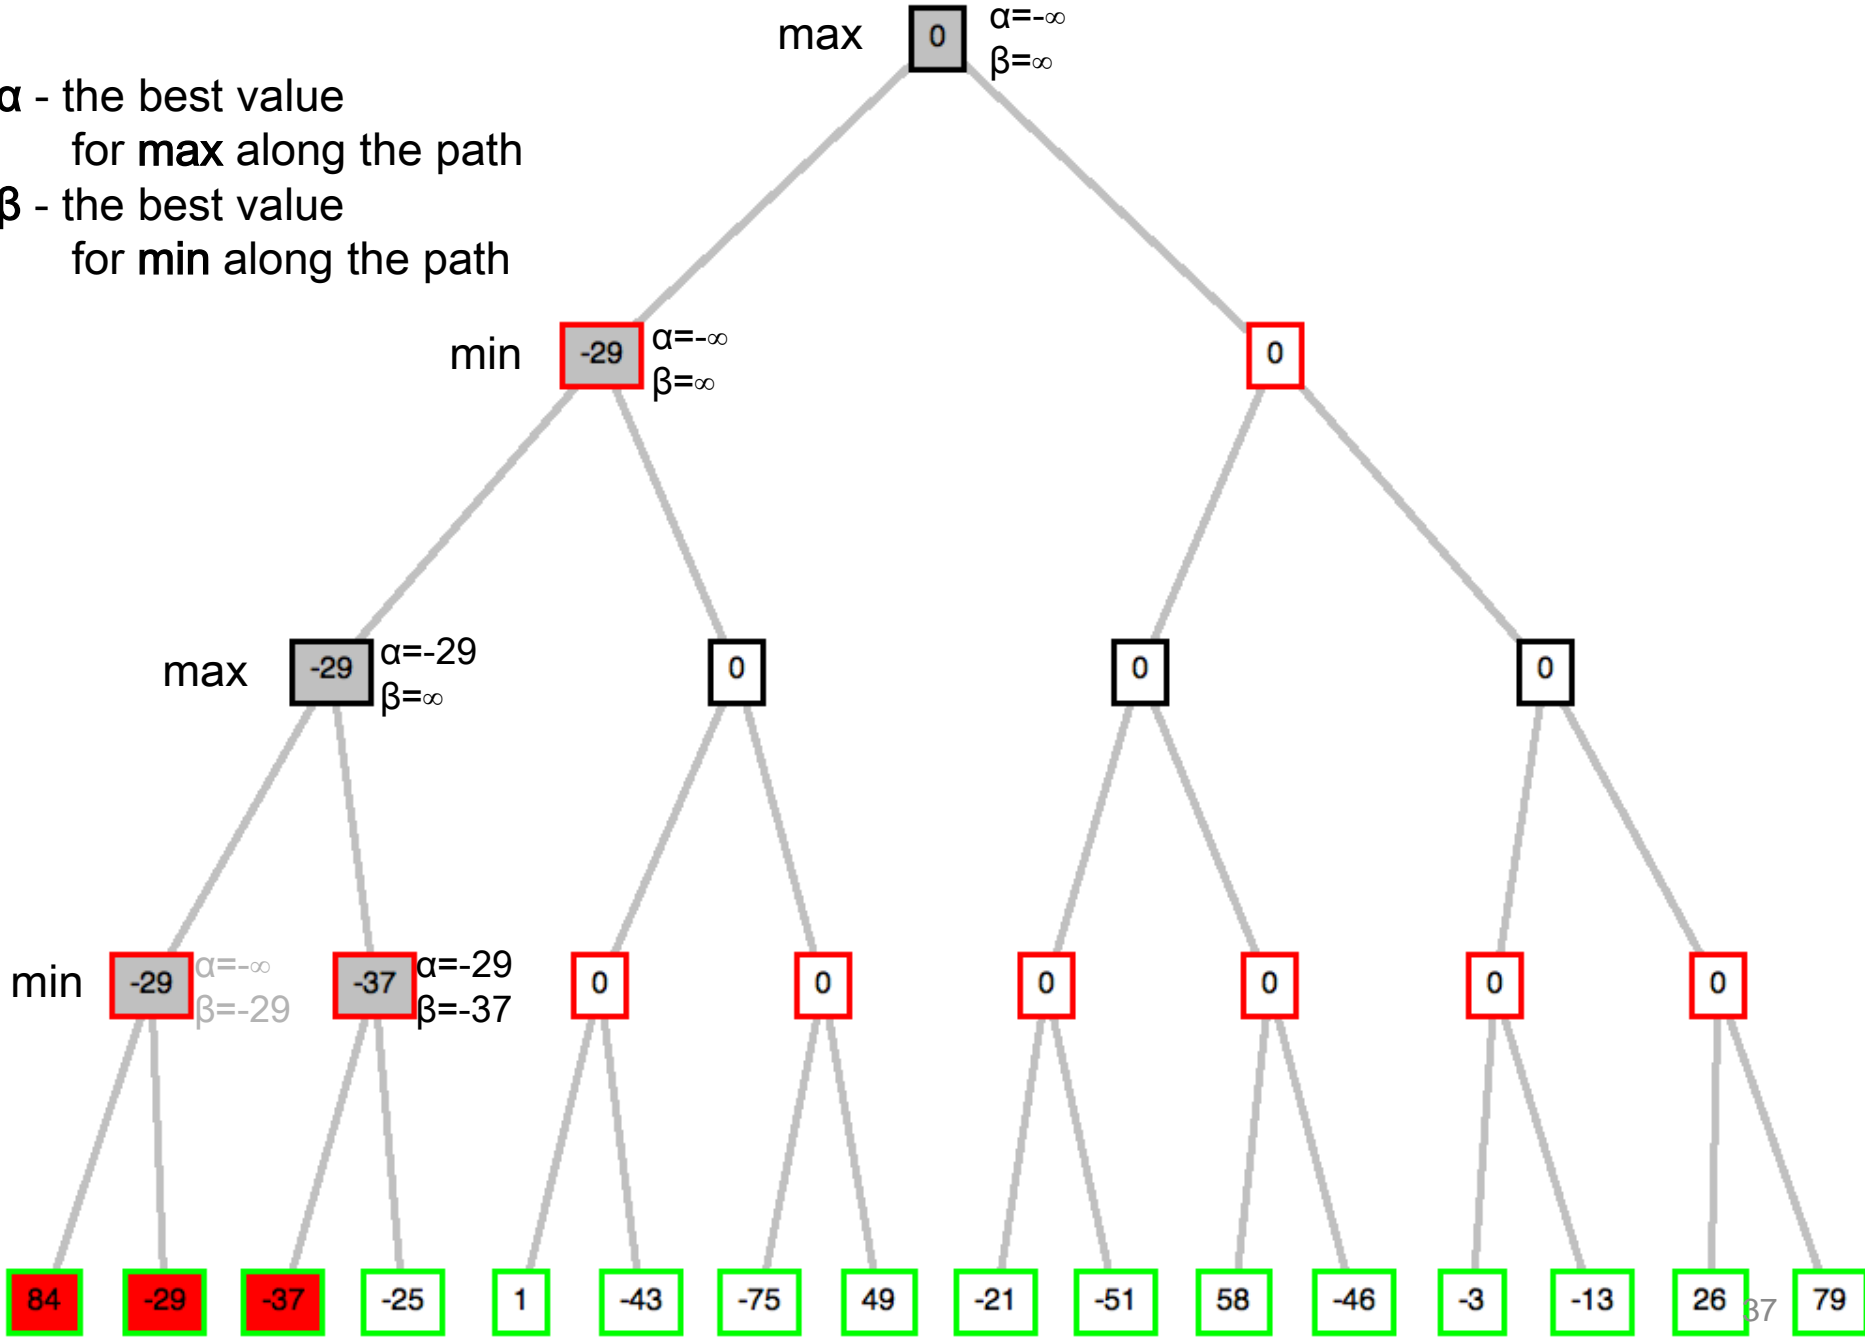 max 0 α=-∞
β=∞
α - the best value
for max along the path
β - the best value
for min along the path
min -29 α=-∞ 0
β=∞
max -29 α=-29 0 0 0
β=∞
min -29 α=-∞ -37 α=-29 0 0 0 0 0 0
β=-29 β=-37
84 -29 -37 -25 1 -43 -75 49 -21 -51 58 -46 -3 -13 26 37 79